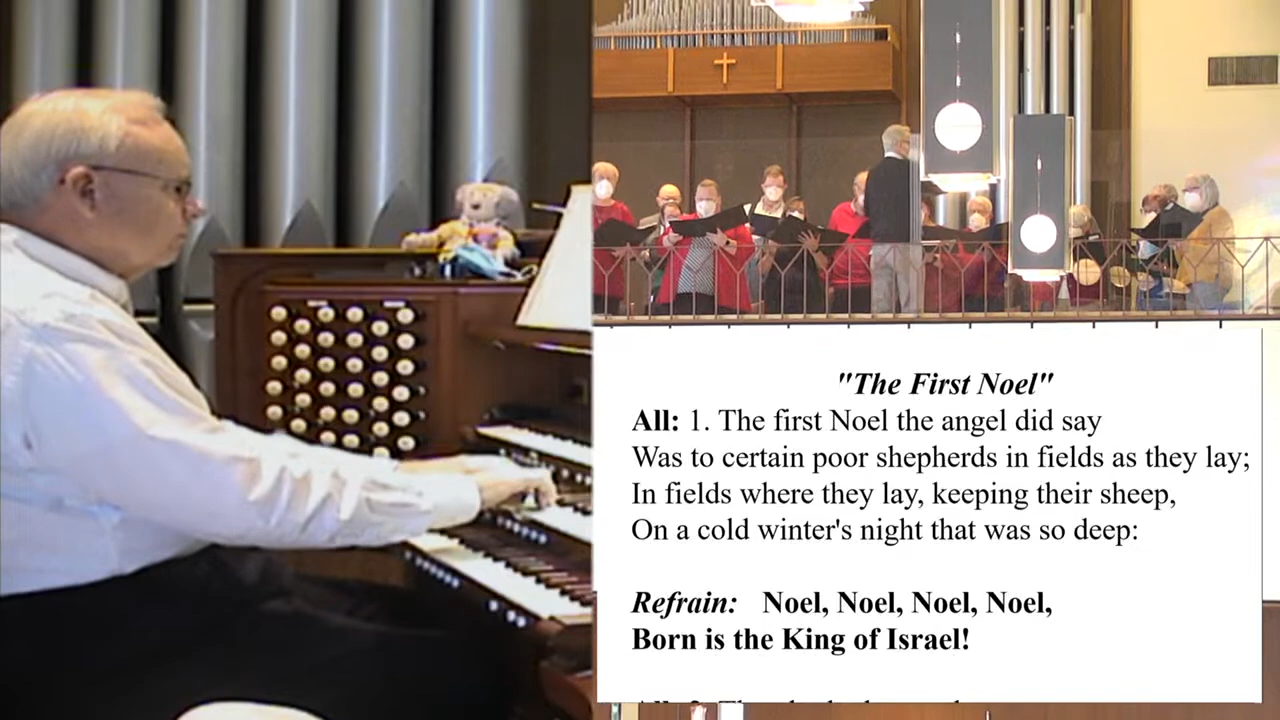 "The First Noel"
All: 1. The first Noel the angel did say
Was to certain poor shepherds in fields as they lay;
In fields where they lay, keeping their sheep,
On a cold winter's night that was so deep:
Refrain: Noel, Noel, Noel, Noel,
Born is the King of Israel!